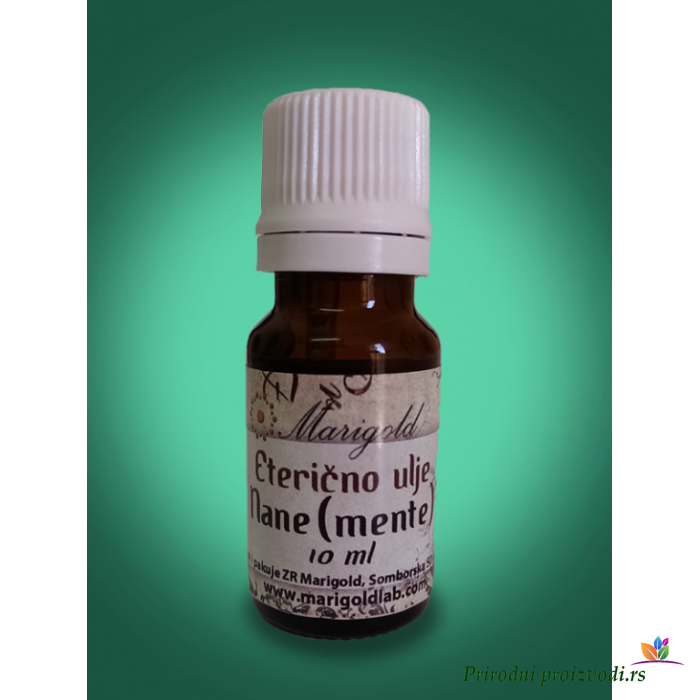 Marigold
Eterično ulje
Nane (mente)
10 ml
pakuje ZR Marigold, Somborska
www.marigoldlab.com
Prirodni proizvodi.rs